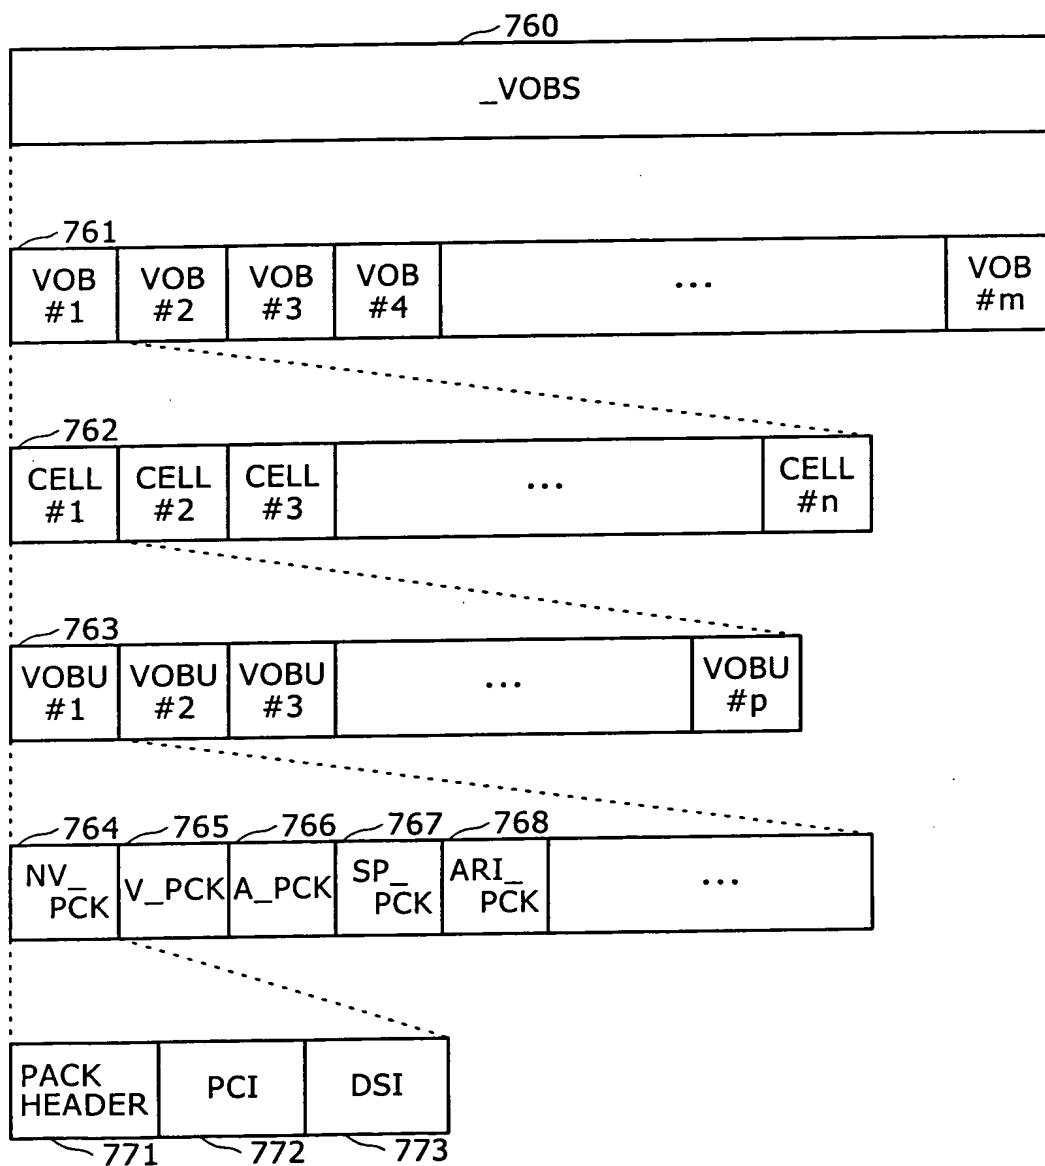 760
_VOBS
761
VOB
#1
VOB
#2
VOB
#3
VOB
#4
...
VOB
#m
762
CELL
#1
CELL
#2
CELL
#3
...
CELL
#n
763
VOBU
#1
VOBU
#2
VOBU
#3
...
VOBU
#p
764
765
766
767
768
NV_
PCK
V_PCK
A_PCK
SP_
PCK
ARI_
PCK
...
PACK
HEADER
PCI
DSI
771
772
773